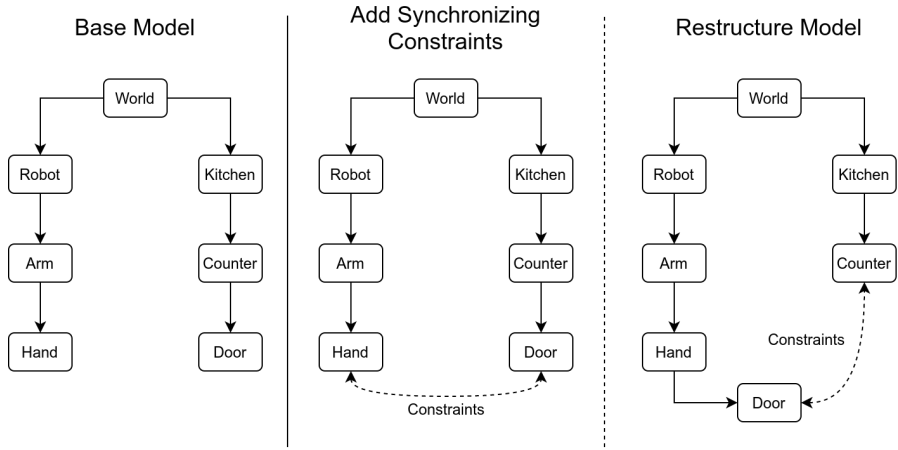 Base Model
World
Robot
Kitchen
Arm
Counter
Hand
Door
Add Synchronizing
Constraints
World
Robot
Kitchen
Arm
Counter
Hand
Door
Constraints
Restructure Model
World
Robot
Kitchen
Arm
Counter
Constraints
Hand
Door